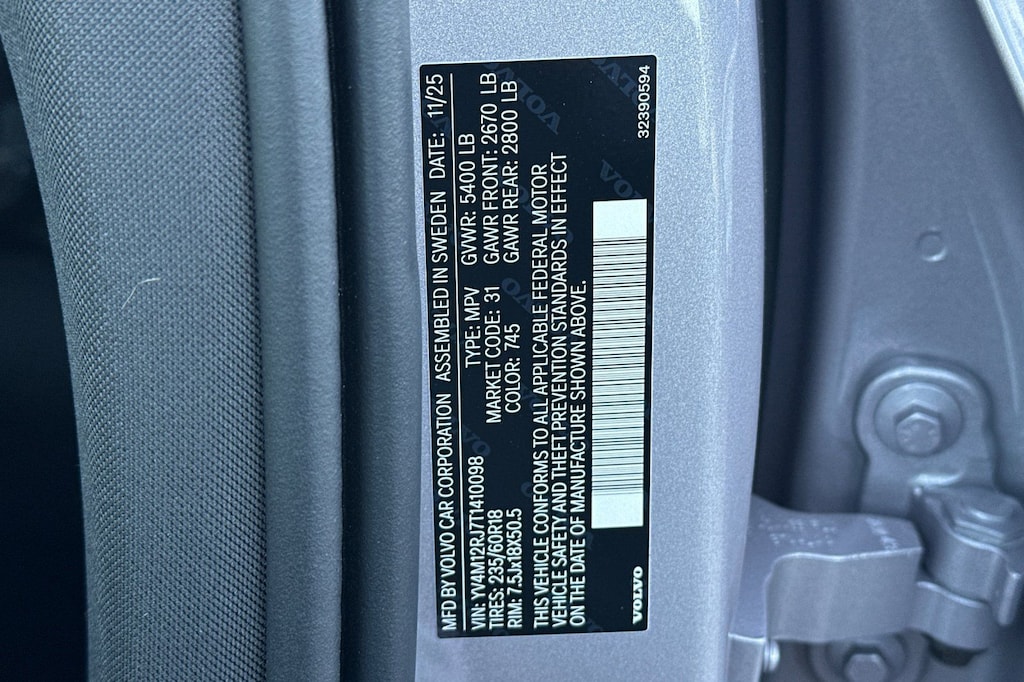 MFD BY VOLVO CAR CORPORATION ASSEMBLED IN SWEDEN DATE: 11/25
VIN: YV4M12RJ7T1410098 TYPE: MPV GVWR: 5400 LB
TIRES: 235/60R18 MARKET CODE: 31 GAWR FRONT: 2670 LB
RIM: 7.5Jx18X50.5 COLOR: 745 GAWR REAR: 2800 LB
THIS VEHICLE CONFORMS TO ALL APPLICABLE FEDERAL MOTOR
VEHICLE SAFETY AND THEFT PREVENTION STANDARDS IN EFFECT
ON THE DATE OF MANUFACTURE SHOWN ABOVE.
VOLVO 32390594